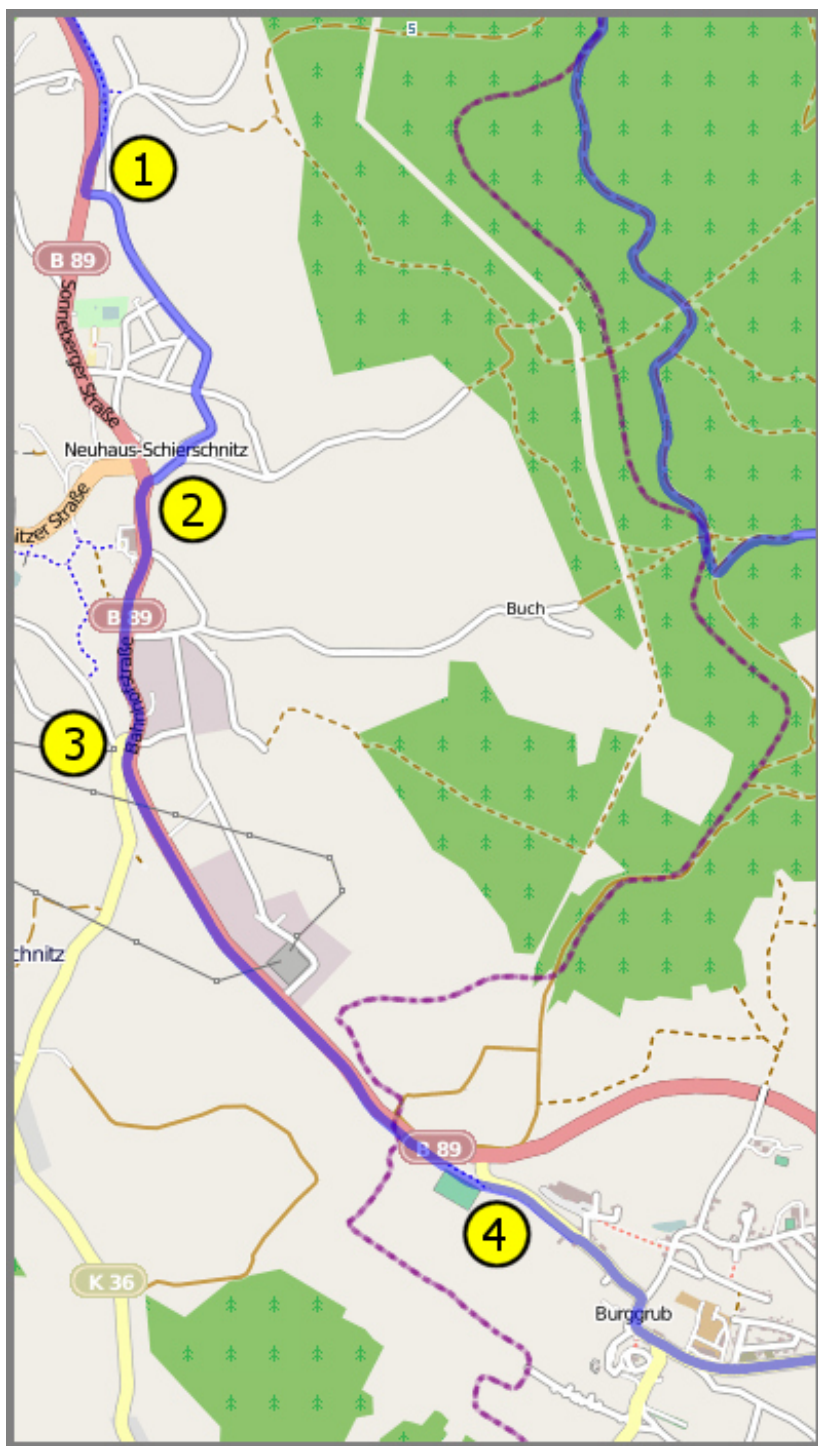 5
1
B 89
Sonneberger Straße
Neuhaus-Schierschnitz
2
itzer Straße
B 89
Buch
Bahnhofstraße
3
chnitz
B 89
4
K 36
Burggrub